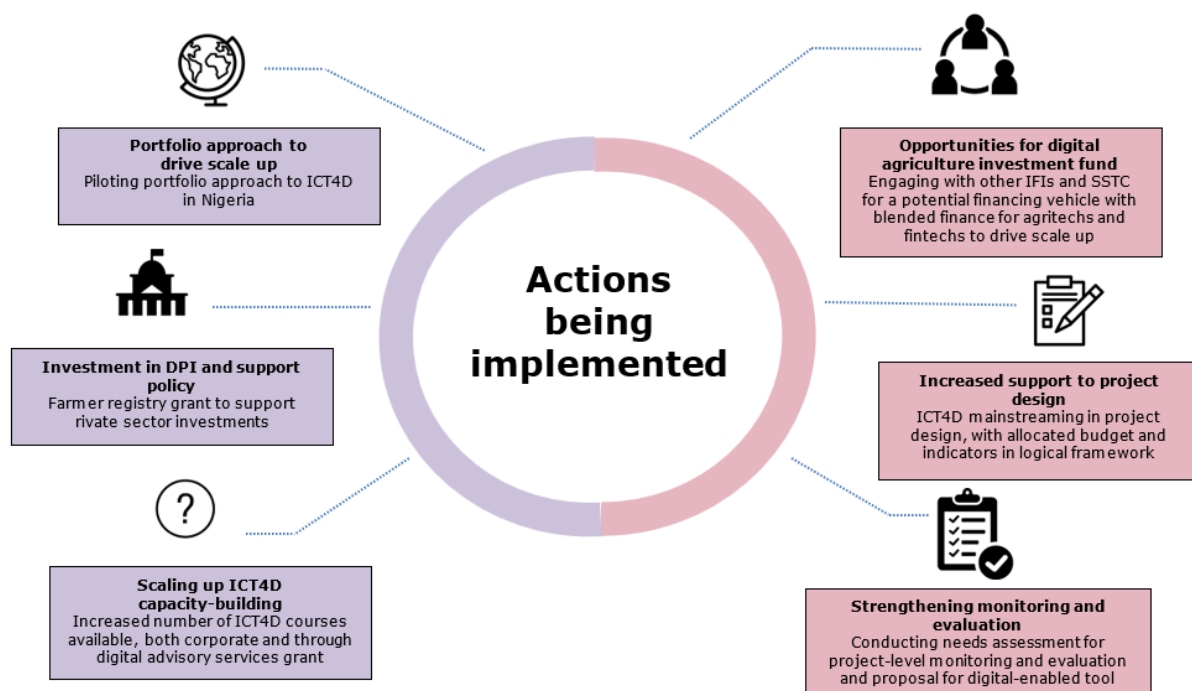 Portfolio approach to
drive scale up
Piloting portfolio approach to ICT4D
in Nigeria
Investment in DPI and support
policy
Farmer registry grant to support
rivate sector investments
?
Scaling up ICT4D
capacity-building
Increased number of ICT4D courses
available, both corporate and through
digital advisory services grant
Actions
being
implemented
Opportunities for digital
agriculture investment fund
Engaging with other IFIs and SSTC
for a potential financing vehicle with
blended finance for agritechs and
fintechs to drive scale up
Increased support to project
design
ICT4D mainstreaming in project
design, with allocated budget and
indicators in logical framework
Strengthening monitoring and
evaluation
Conducting needs assessment for
project-level monitoring and evaluation
and proposal for digital-enabled tool